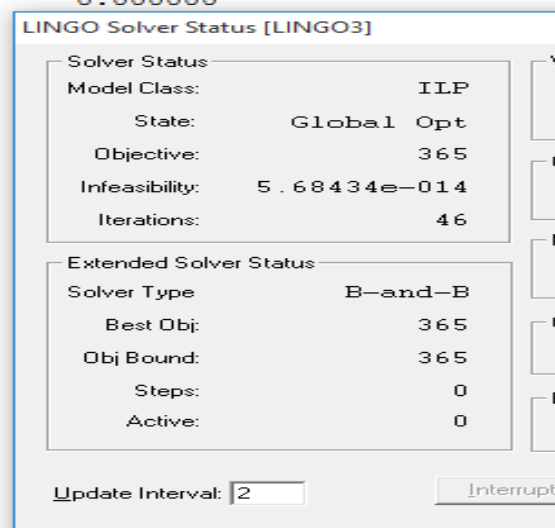 LINGO Solver Status [LINGO3]
Solver Status
Model Class: ILP
State: Global Opt
Objective: 365
Infeasibility: 5.68434e-014
Iterations: 46
Extended Solver Status
Solver Type B-and-B
Best Obj: 365
Obj Bound: 365
Steps: 0
Active: 0
Update Interval: 2
Interrupt